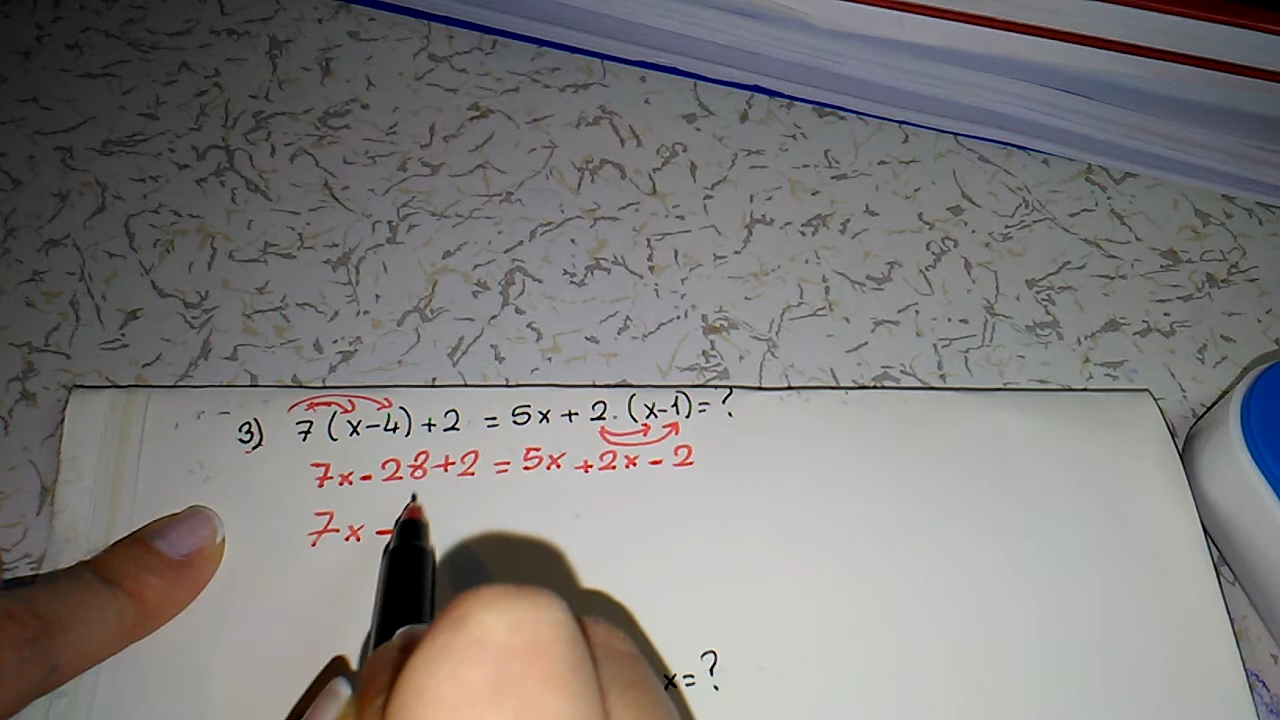 3) 7(x-4)+2 = 5x+2.(x-1)=?
7x-28+2 = 5x+2x-2
7x-
x=?